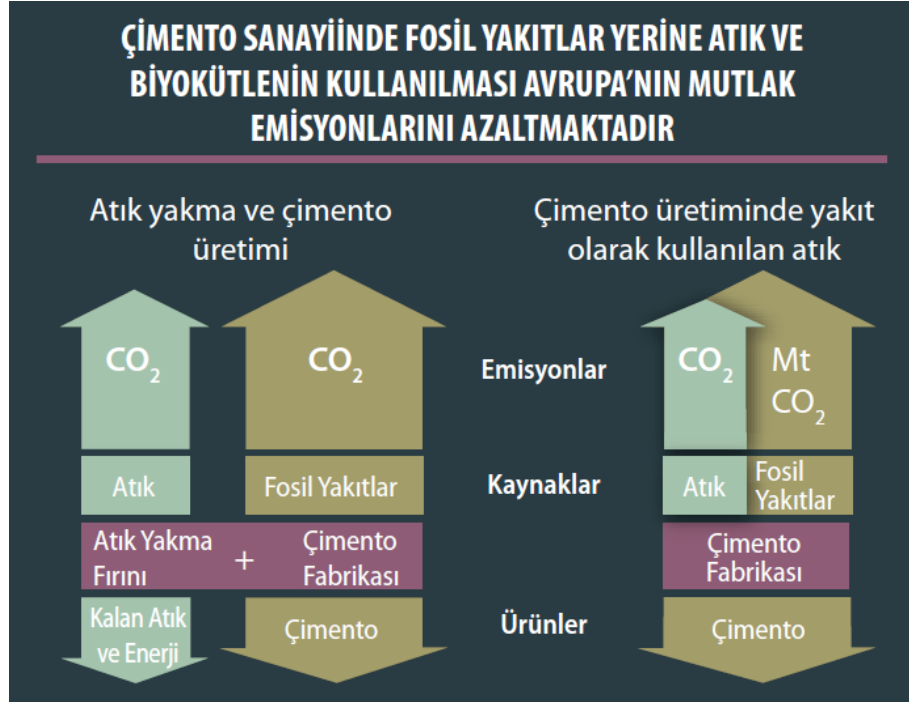 ÇİMENTO SANAYİİNDE FOSİL YAKITLAR YERİNE ATIK VE
BİYOKÜTLENİN KULLANILMASI AVRUPA’NIN MUTLAK
EMİSYONLARINI AZALTMAKTADIR
Atık yakma ve çimento
üretimi
CO₂
CO₂
Atık
Fosil Yakıtlar
Atık Yakma
Fırını
+
Çimento
Fabrikası
Kalan Atık
ve Enerji
Çimento
Emisyonlar
Kaynaklar
Ürünler
Çimento üretiminde yakıt
olarak kullanılan atık
CO₂
Mt
CO₂
Atık
Fosil
Yakıtlar
Çimento
Fabrikası
Çimento